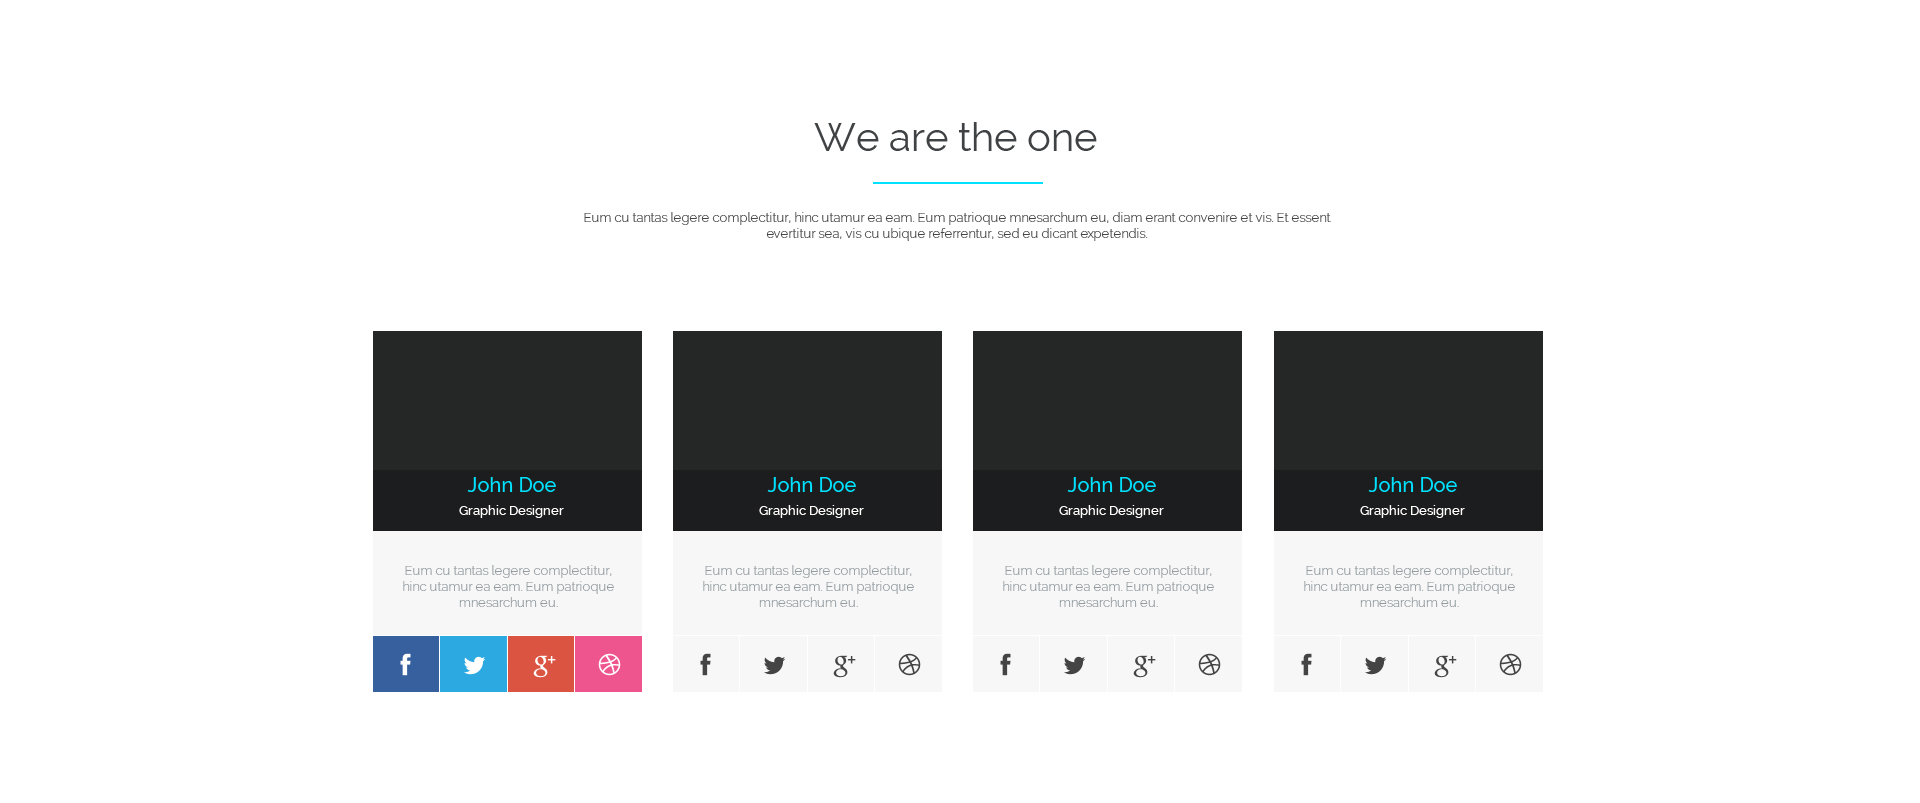 We are the one
Eum cu tantas legere complectitur, hinc utamur ea eam. Eum patrioque mnesarchum eu, diam erant convenire et vis. Et essent
evertitur sea, vis cu ubique referrentur, sed eu dicant expetendis.
John Doe
Graphic Designer
Eum cu tantas legere complectitur,
hinc utamur ea eam. Eum patrioque
mnesarchum eu.
John Doe
Graphic Designer
Eum cu tantas legere complectitur,
hinc utamur ea eam. Eum patrioque
mnesarchum eu.
John Doe
Graphic Designer
Eum cu tantas legere complectitur,
hinc utamur ea eam. Eum patrioque
mnesarchum eu.
John Doe
Graphic Designer
Eum cu tantas legere complectitur,
hinc utamur ea eam. Eum patrioque
mnesarchum eu.